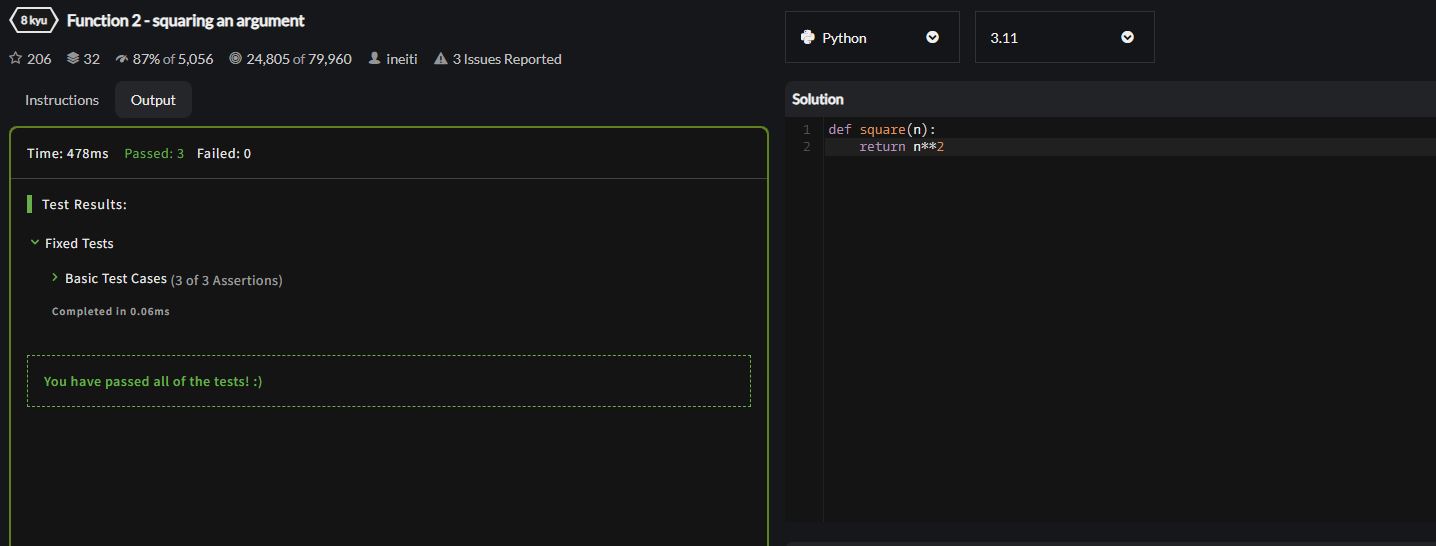 8 kyu Function 2 - squaring an argument
206 32 87% of 5,056 24,805 of 79,960 ineiti 3 Issues Reported
Instructions Output
Time: 478ms Passed: 3 Failed: 0
Test Results:
Fixed Tests
Basic Test Cases (3 of 3 Assertions)
Completed in 0.06ms
You have passed all of the tests! :)
Python 3.11
Solution
1 def square(n):
2     return n**2